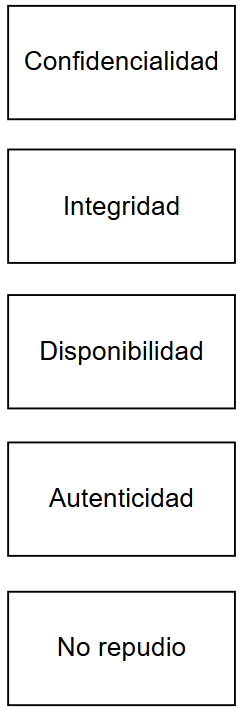 Confidencialidad
Integridad
Disponibilidad
Autenticidad
No repudio